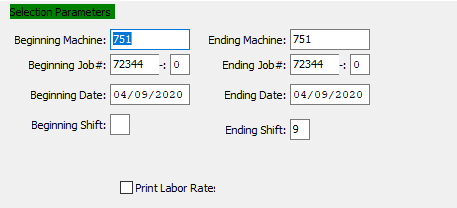 Selection Parameters
Beginning Machine: 751 Ending Machine: 751
Beginning Job#: 72344 -: 0 Ending Job#: 72344 -: 0
Beginning Date: 04/09/2020 Ending Date: 04/09/2020
Beginning Shift: Ending Shift: 9
Print Labor Rates